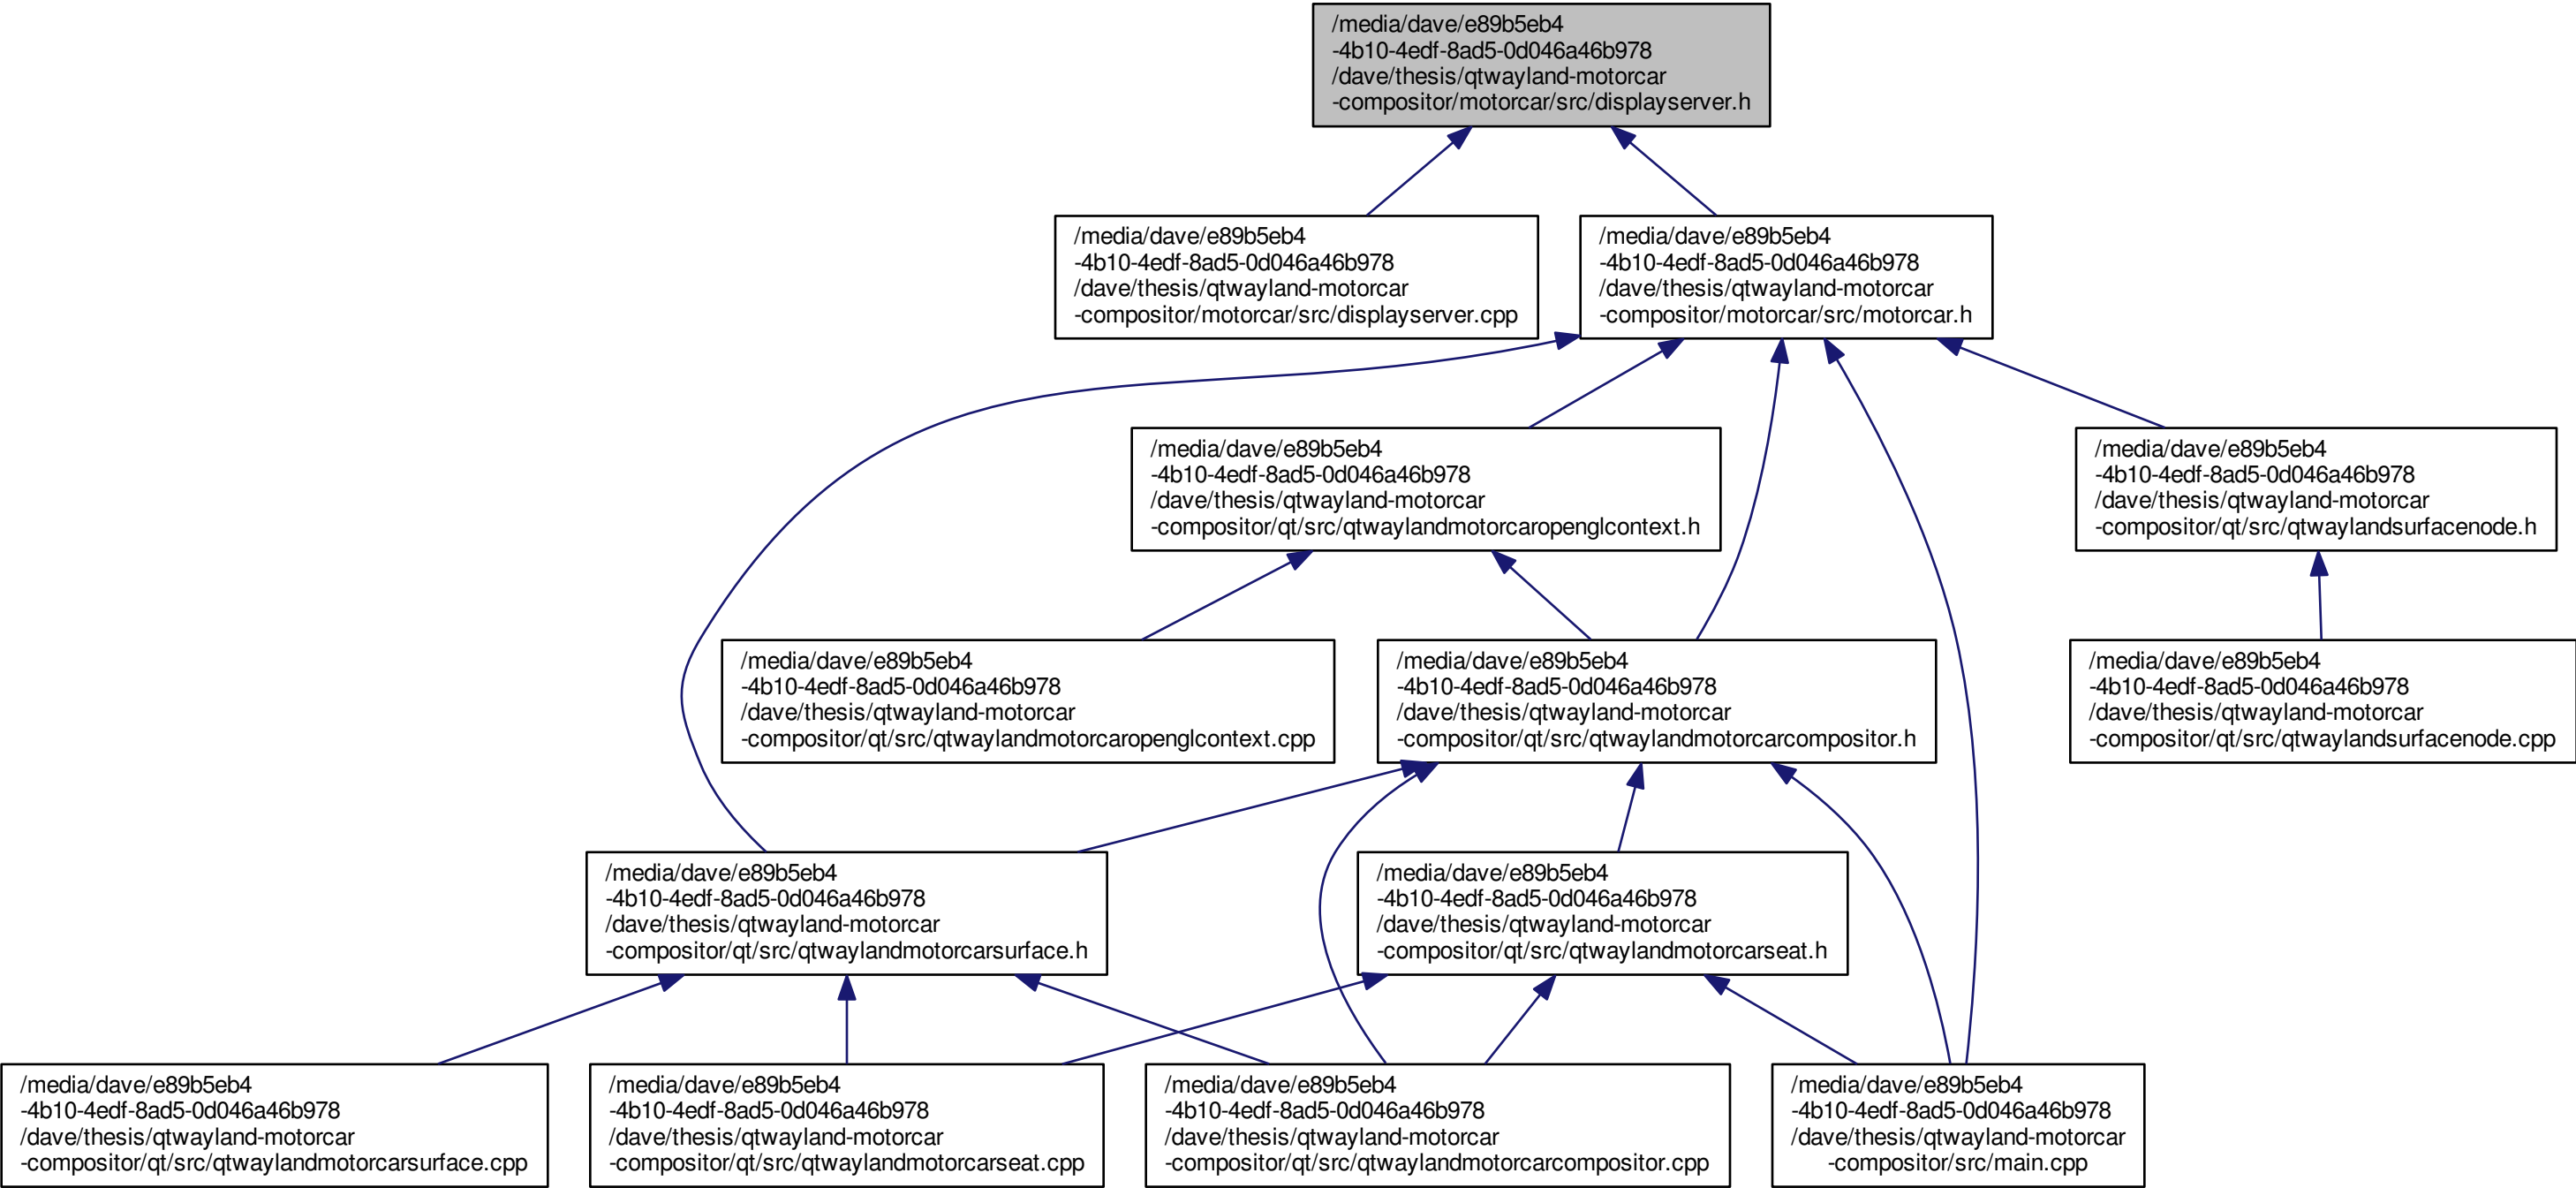 /media/dave/e89b5eb4
-4b10-4edf-8ad5-0d046a46b978
/dave/thesis/qtwayland-motorcar
-compositor/motorcar/src/displayserver.h
/media/dave/e89b5eb4
-4b10-4edf-8ad5-0d046a46b978
/dave/thesis/qtwayland-motorcar
-compositor/motorcar/src/displayserver.cpp
/media/dave/e89b5eb4
-4b10-4edf-8ad5-0d046a46b978
/dave/thesis/qtwayland-motorcar
-compositor/motorcar/src/motorcar.h
/media/dave/e89b5eb4
-4b10-4edf-8ad5-0d046a46b978
/dave/thesis/qtwayland-motorcar
-compositor/qt/src/qtwaylandmotorcaropenglcontext.h
/media/dave/e89b5eb4
-4b10-4edf-8ad5-0d046a46b978
/dave/thesis/qtwayland-motorcar
-compositor/qt/src/qtwaylandsurfacenode.h
/media/dave/e89b5eb4
-4b10-4edf-8ad5-0d046a46b978
/dave/thesis/qtwayland-motorcar
-compositor/qt/src/qtwaylandmotorcaropenglcontext.cpp
/media/dave/e89b5eb4
-4b10-4edf-8ad5-0d046a46b978
/dave/thesis/qtwayland-motorcar
-compositor/qt/src/qtwaylandmotorcarcompositor.h
/media/dave/e89b5eb4
-4b10-4edf-8ad5-0d046a46b978
/dave/thesis/qtwayland-motorcar
-compositor/qt/src/qtwaylandsurfacenode.cpp
/media/dave/e89b5eb4
-4b10-4edf-8ad5-0d046a46b978
/dave/thesis/qtwayland-motorcar
-compositor/qt/src/qtwaylandmotorcarsurface.h
/media/dave/e89b5eb4
-4b10-4edf-8ad5-0d046a46b978
/dave/thesis/qtwayland-motorcar
-compositor/qt/src/qtwaylandmotorcarseat.h
/media/dave/e89b5eb4
-4b10-4edf-8ad5-0d046a46b978
/dave/thesis/qtwayland-motorcar
-compositor/qt/src/qtwaylandmotorcarsurface.cpp
/media/dave/e89b5eb4
-4b10-4edf-8ad5-0d046a46b978
/dave/thesis/qtwayland-motorcar
-compositor/qt/src/qtwaylandmotorcarseat.cpp
/media/dave/e89b5eb4
-4b10-4edf-8ad5-0d046a46b978
/dave/thesis/qtwayland-motorcar
-compositor/qt/src/qtwaylandmotorcarcompositor.cpp
/media/dave/e89b5eb4
-4b10-4edf-8ad5-0d046a46b978
/dave/thesis/qtwayland-motorcar
-compositor/src/main.cpp